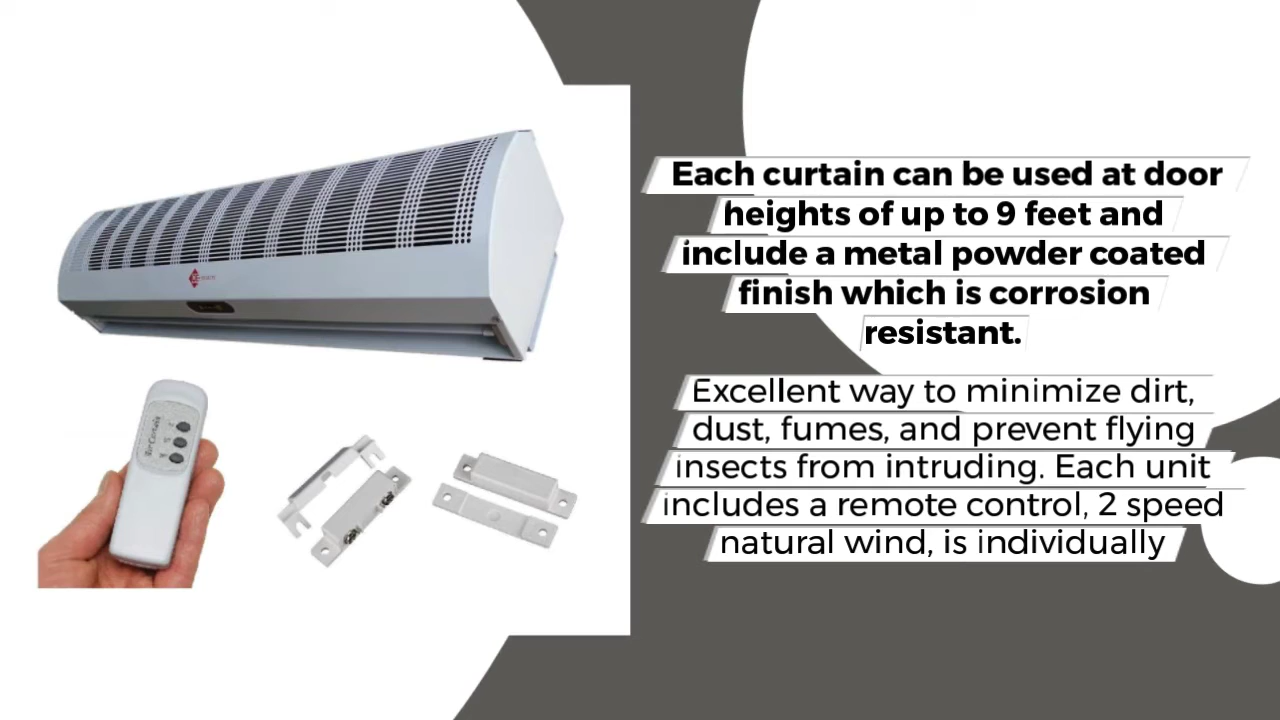 Each curtain can be used at door
heights of up to 9 feet and
include a metal powder coated
finish which is corrosion
resistant.
Excellent way to minimize dirt,
dust, fumes, and prevent flying
insects from intruding. Each unit
includes a remote control, 2 speed
natural wind, is individually
Air Curtain